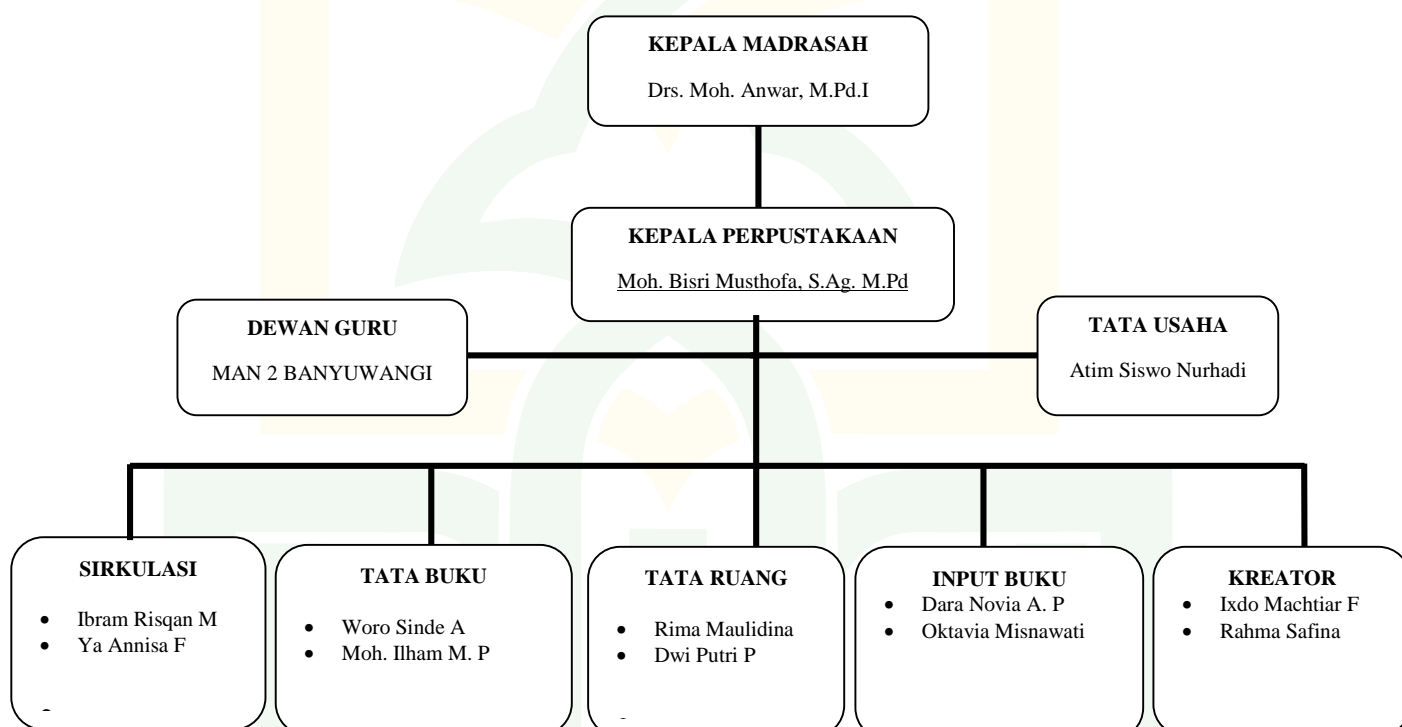 KEPALA MADRASAH
Drs. Moh. Anwar, M.Pd.I
KEPALA PERPUSTAKAAN
Moh. Bisri Musthofa, S.Ag. M.Pd
DEWAN GURU
MAN 2 BANYUWANGI
TATA USAHA
Atim Siswo Nurhadi
SIRKULASI
• Ibram Risqan M
• Ya Annisa F
TATA BUKU
• Woro Sinde A
• Moh. Ilham M. P
TATA RUANG
• Rima Maulidina
• Dwi Putri P
INPUT BUKU
• Dara Novia A. P
• Oktavia Misnawati
KREATOR
• Ixdo Machtiar F
• Rahma Safina